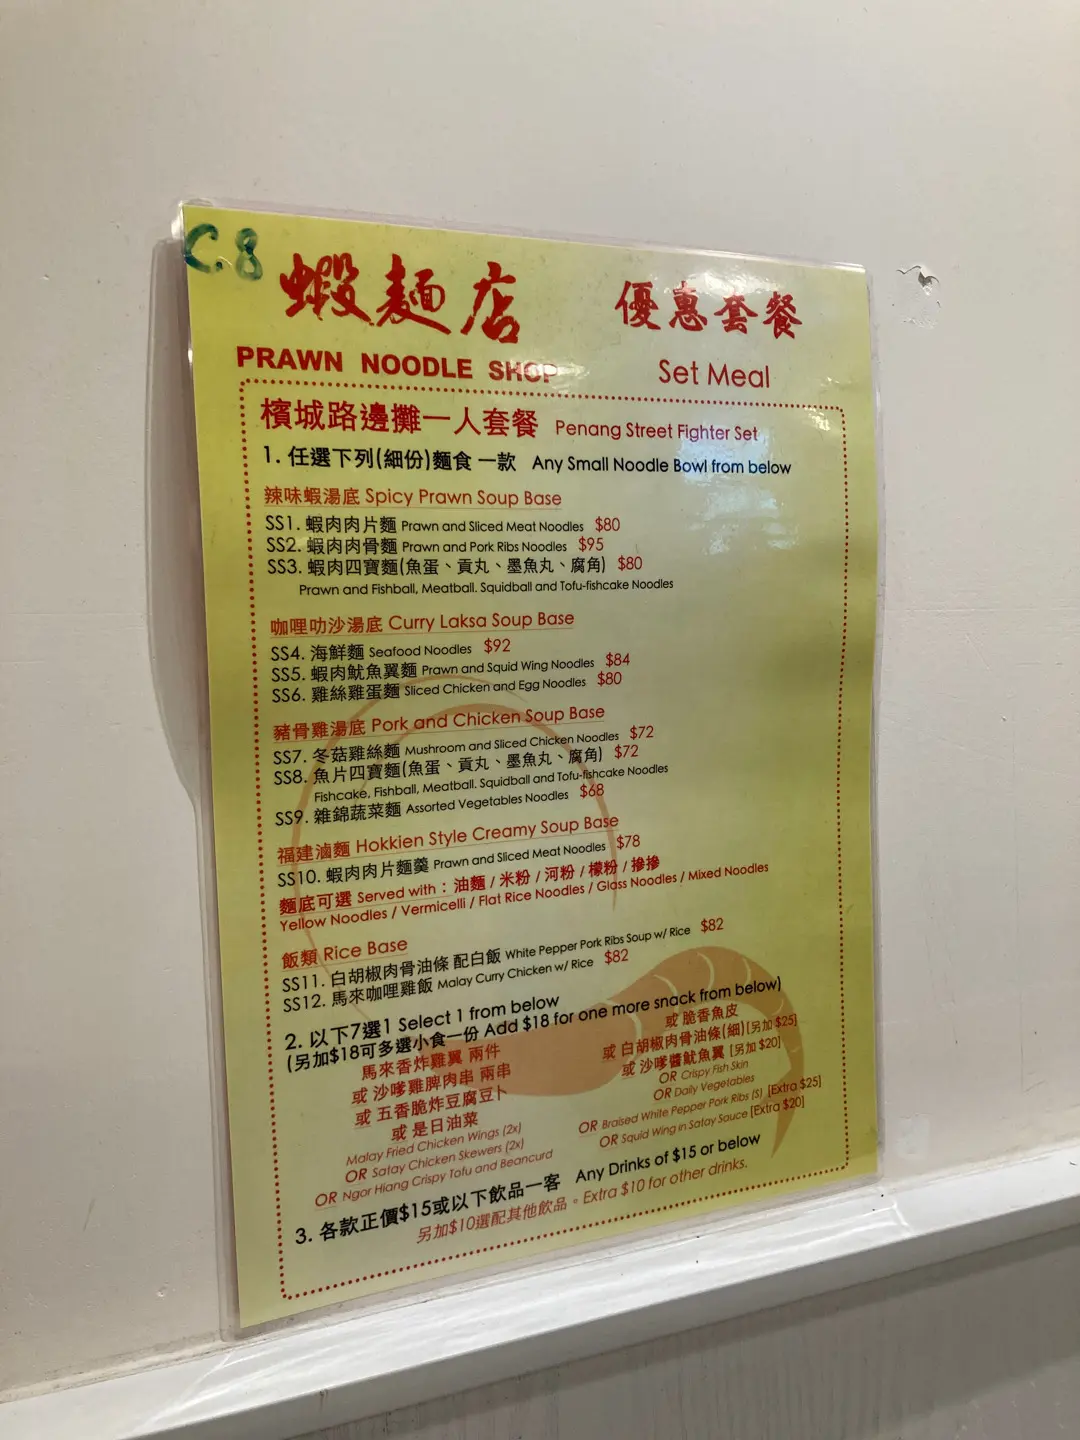 C.8
蝦麵店 優惠套餐
PRAWN NOODLE SHOP Set Meal
檳城路邊攤一人套餐 Penang Street Fighter Set
1. 任選下列(細份)麵食 一款 Any Small Noodle Bowl from below
辣味蝦湯底 Spicy Prawn Soup Base
SS1. 蝦肉肉片麵 Prawn and Sliced Meat Noodles $80
SS2. 蝦肉肉骨麵 Prawn and Pork Ribs Noodles $95
SS3. 蝦肉四寶麵(魚蛋、貢丸、墨魚丸、腐角) $80
Prawn and Fishball, Meatball. Squidball and Tofu-fishcake Noodles
咖哩叻沙湯底 Curry Laksa Soup Base
SS4. 海鮮麵 Seafood Noodles $92
SS5. 蝦肉魷魚翼麵 Prawn and Squid Wing Noodles $84
SS6. 雞絲雞蛋麵 Sliced Chicken and Egg Noodles $80
豬骨雞湯底 Pork and Chicken Soup Base
SS7. 冬菇雞絲麵 Mushroom and Sliced Chicken Noodles $72
SS8. 魚片四寶麵(魚蛋、貢丸、墨魚丸、腐角) $72
Fishcake, Fishball, Meatball. Squidball and Tofu-fishcake Noodles
SS9. 雜錦蔬菜麵 Assorted Vegetables Noodles $68
福建滷麵 Hokkien Style Creamy Soup Base
SS10. 蝦肉肉片麵羹 Prawn and Sliced Meat Noodles $78
麵底可選 Served with : 油麵 / 米粉 / 河粉 / 檬粉 / 摻摻
Yellow Noodles / Vermicelli / Flat Rice Noodles / Glass Noodles / Mixed Noodles
飯類 Rice Base
SS11. 白胡椒肉骨油條 配白飯 White Pepper Pork Ribs Soup w/ Rice $82
SS12. 馬來咖哩雞飯 Malay Curry Chicken w/ Rice $82
2. 以下7選1 Select 1 from below
(另加$18可多選小食一份 Add $18 for one more snack from below)
馬來香炸雞翼 兩件
或 沙嗲雞脾肉串 兩串
或 五香脆炸豆腐豆卜
或 是日油菜
Malay Fried Chicken Wings (2x)
OR Satay Chicken Skewers (2x)
OR Ngor Hiang Crispy Tofu and Beancurd
或 脆香魚皮
或 白胡椒肉骨油條(細)[另加$25]
或 沙嗲醬魷魚翼 [另加$20]
OR Crispy Fish Skin
OR Daily Vegetables
OR Braised White Pepper Pork Ribs (S) [Extra $25]
OR Squid Wing in Satay Sauce [Extra $20]
3. 各款正價$15或以下飲品一客 Any Drinks of $15 or below
另加$10選配其他飲品。Extra $10 for other drinks.